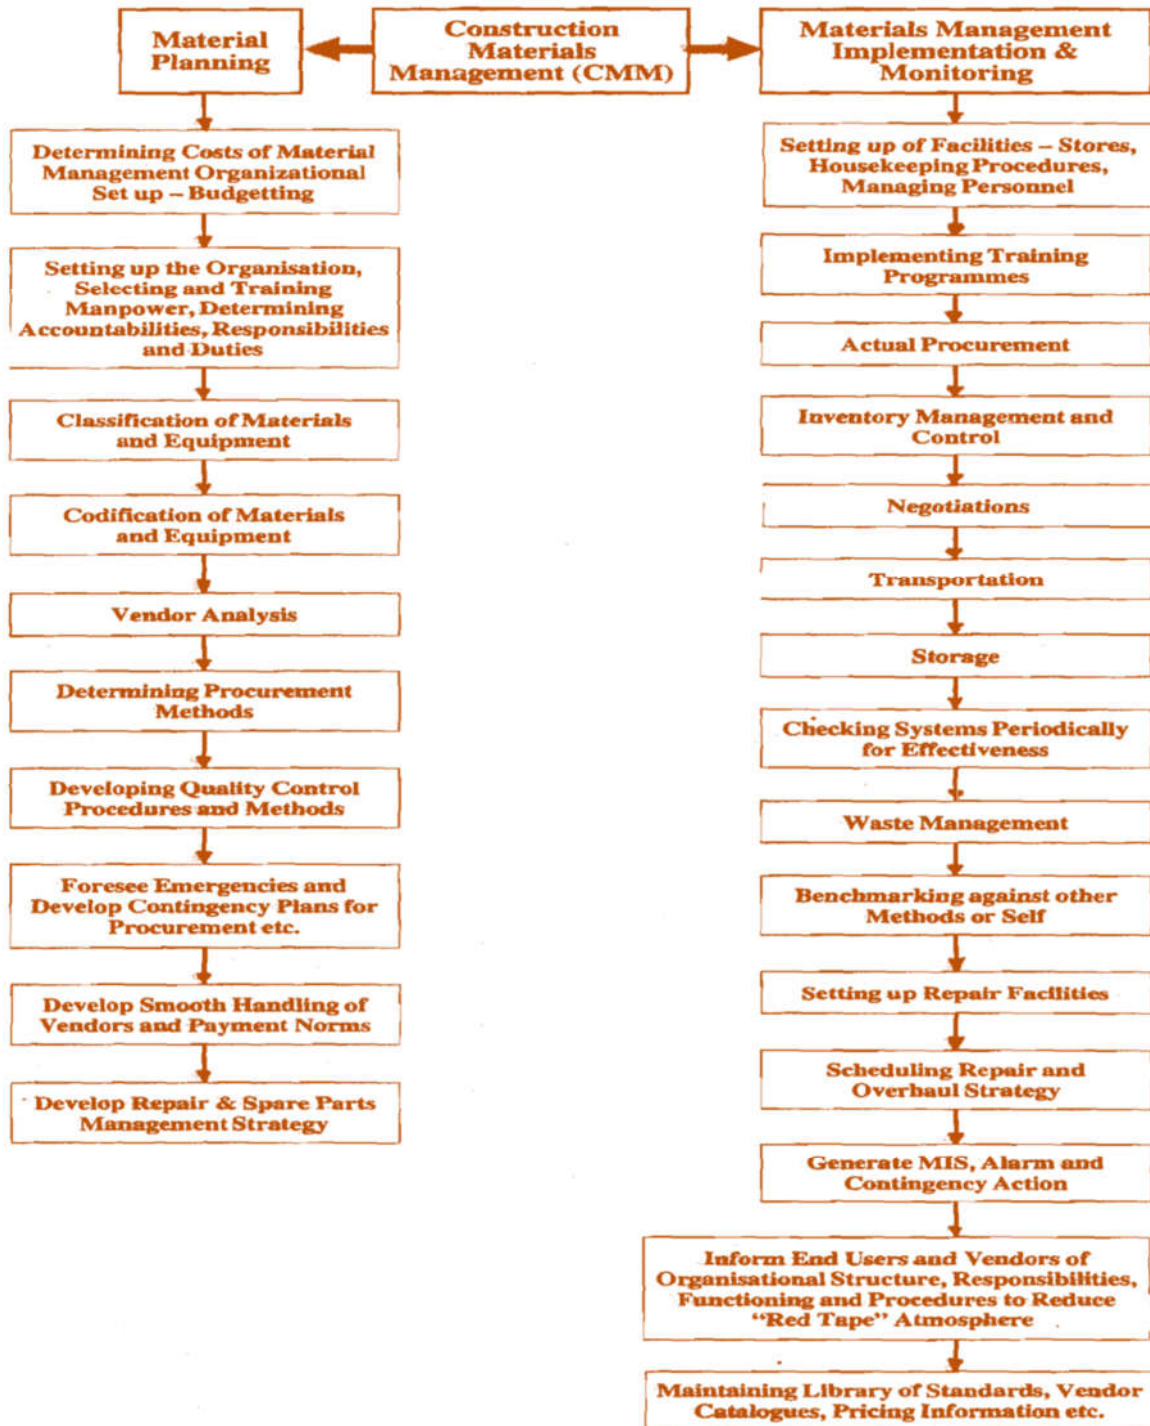 Material
Planning
Construction
Materials
Management (CMM)
Materials Management
Implementation &
Monitoring
Determining Costs of Material
Management Organizational
Set up – Budgetting
Setting up the Organisation,
Selecting and Training
Manpower, Determining
Accountabilities, Responsibilities
and Duties
Classification of Materials
and Equipment
Codification of Materials
and Equipment
Vendor Analysis
Determining Procurement
Methods
Developing Quality Control
Procedures and Methods
Foresee Emergencies and
Develop Contingency Plans for
Procurement etc.
Develop Smooth Handling of
Vendors and Payment Norms
Develop Repair & Spare Parts
Management Strategy
Setting up of Facilities – Stores,
Housekeeping Procedures,
Managing Personnel
Implementing Training
Programmes
Actual Procurement
Inventory Management and
Control
Negotiations
Transportation
Storage
Checking Systems Periodically
for Effectiveness
Waste Management
Benchmarking against other
Methods or Self
Setting up Repair Facilities
Scheduling Repair and
Overhaul Strategy
Generate MIS, Alarm and
Contingency Action
Inform End Users and Vendors of
Organisational Structure, Responsibilities,
Functioning and Procedures to Reduce
“Red Tape” Atmosphere
Maintaining Library of Standards, Vendor
Catalogues, Pricing Information etc.